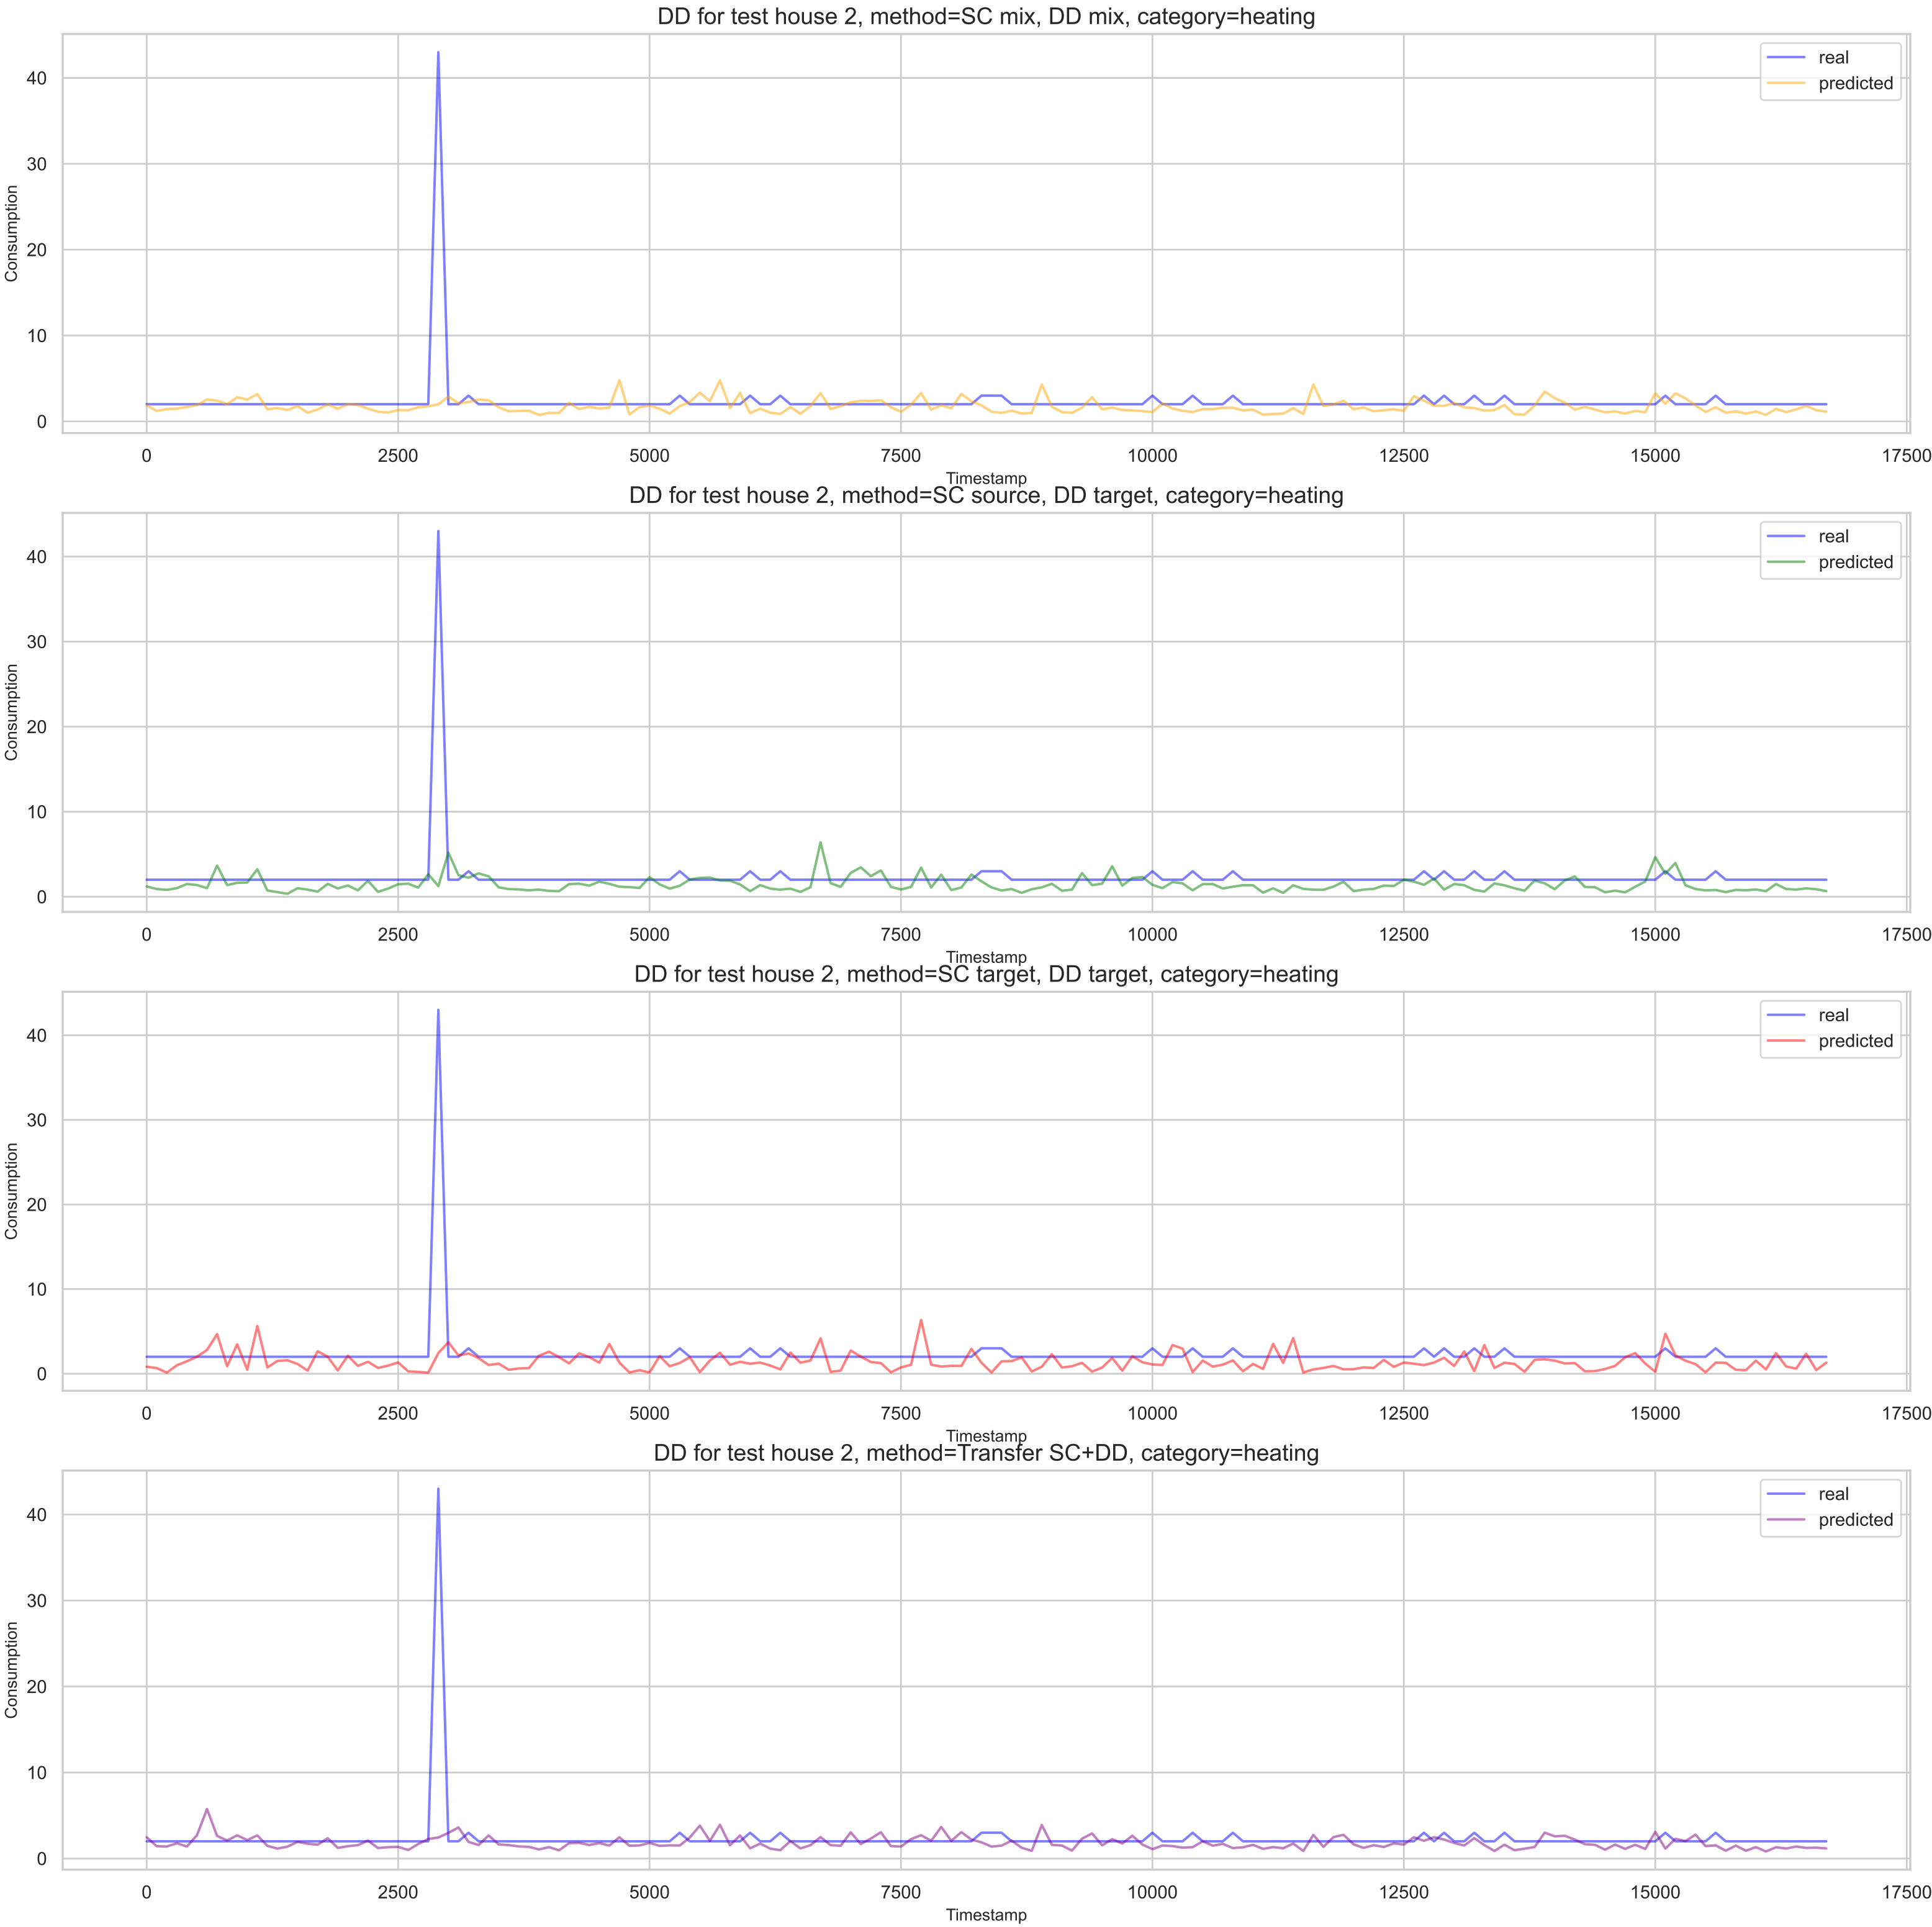 DD for test house 2, method=SC mix, DD mix, category=heating
real
predicted
40
30
20
10
0
Consumption
0 2500 5000 7500 10000 12500 15000 17500
Timestamp
DD for test house 2, method=SC source, DD target, category=heating
real
predicted
40
30
20
10
0
Consumption
0 2500 5000 7500 10000 12500 15000 17500
Timestamp
DD for test house 2, method=SC target, DD target, category=heating
real
predicted
40
30
20
10
0
Consumption
0 2500 5000 7500 10000 12500 15000 17500
Timestamp
DD for test house 2, method=Transfer SC+DD, category=heating
real
predicted
40
30
20
10
0
Consumption
0 2500 5000 7500 10000 12500 15000 17500
Timestamp